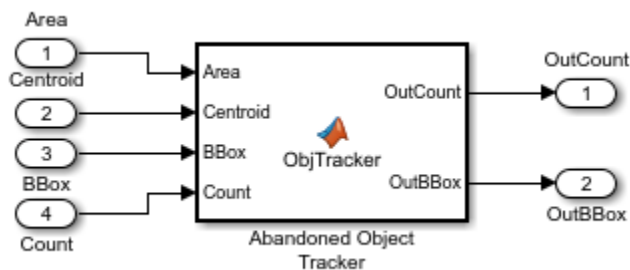 Area
1
Centroid
2
3
BBox
4
Count
Area
Centroid
BBox
Count
ObjTracker
OutCount
OutBBox
Abandoned Object
Tracker
OutCount
1
2
OutBBox